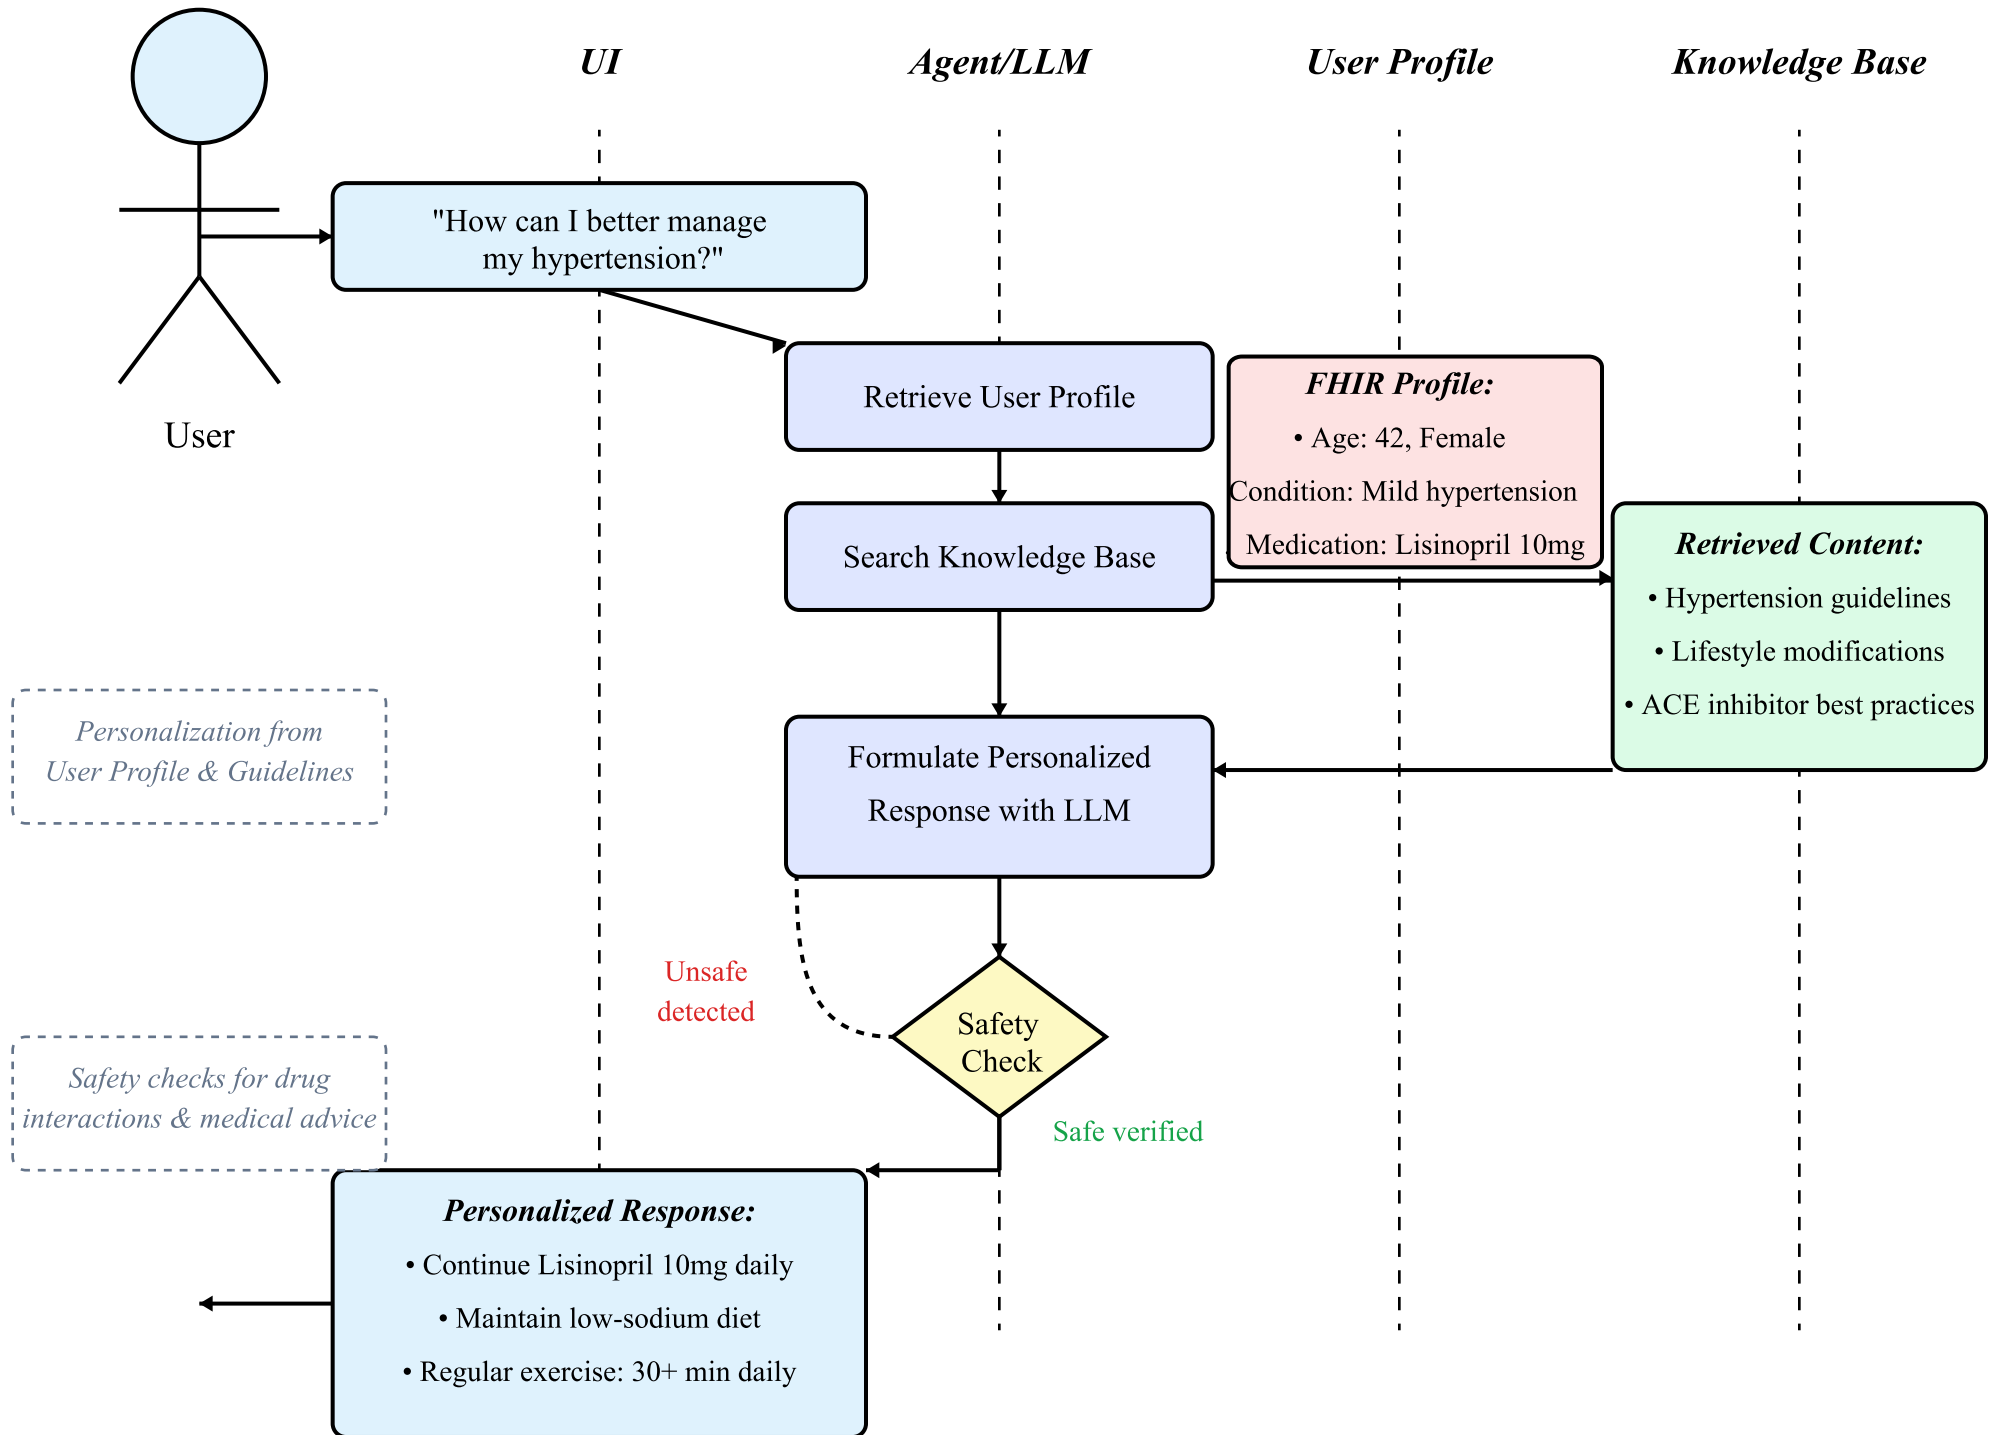 UI
Agent/LLM
User Profile
Knowledge Base
"How can I better manage
my hypertension?"
User
Retrieve User Profile
FHIR Profile:
• Age: 42, Female
Condition: Mild hypertension
Medication: Lisinopril 10mg
Search Knowledge Base
Retrieved Content:
• Hypertension guidelines
• Lifestyle modifications
• ACE inhibitor best practices
Personalization from
User Profile & Guidelines
Formulate Personalized
Response with LLM
Unsafe
detected
Safety
Check
Safety checks for drug
interactions & medical advice
Safe verified
Personalized Response:
• Continue Lisinopril 10mg daily
• Maintain low-sodium diet
• Regular exercise: 30+ min daily